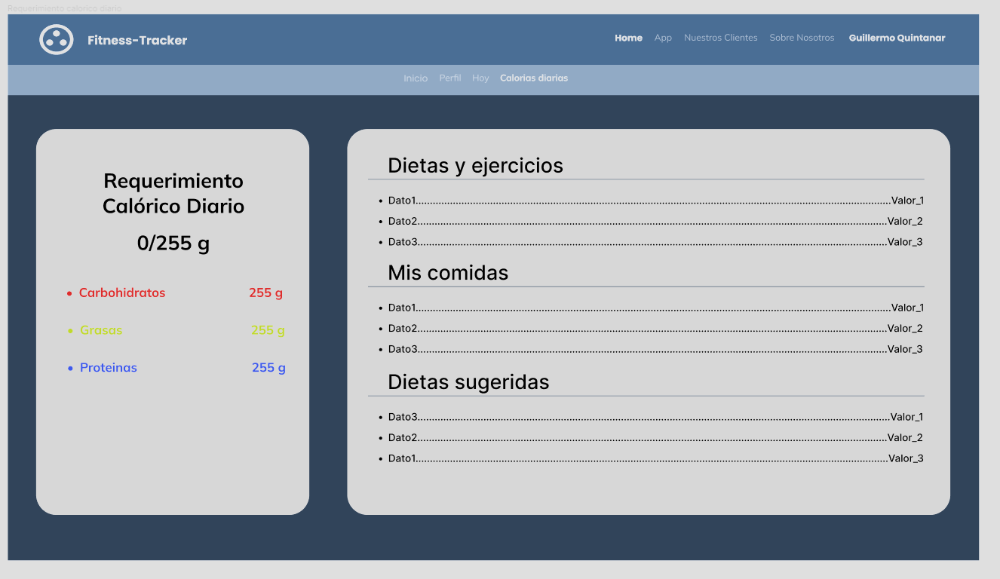 Requerimiento calorico diario
Fitness-Tracker
Home App Nuestros Clientes Sobre Nosotros Guillermo Quintanar
Inicio Perfil Hoy Calorias diarias
Requerimiento
Calórico Diario
0/255 g
• Carbohidratos 255 g
• Grasas 255 g
• Proteinas 255 g
Dietas y ejercicios
• Dato1........................................Valor_1
• Dato2........................................Valor_2
• Dato3........................................Valor_3
Mis comidas
• Dato1........................................Valor_1
• Dato2........................................Valor_2
• Dato3........................................Valor_3
Dietas sugeridas
• Dato3........................................Valor_1
• Dato2........................................Valor_2
• Dato1........................................Valor_3